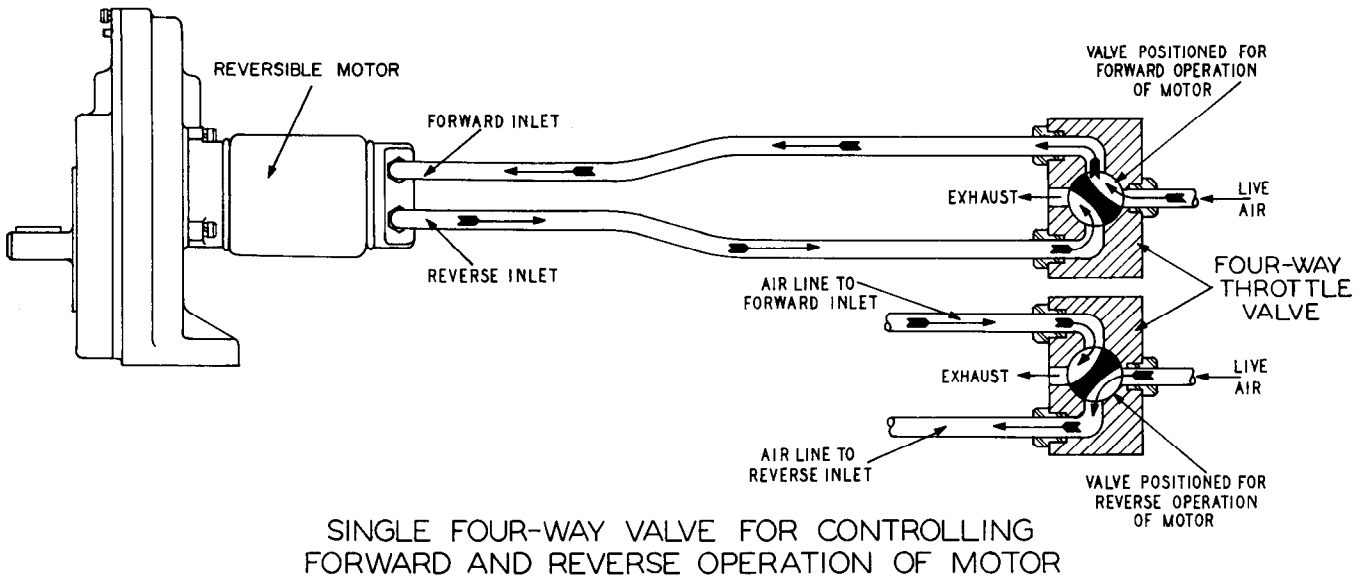 VALVE POSITIONED FOR
FORWARD OPERATION
OF MOTOR
REVERSIBLE MOTOR
FORWARD INLET
EXHAUST
LIVE
AIR
REVERSE INLET
FOUR-WAY
THROTTLE
VALVE
AIR LINE TO
FORWARD INLET
EXHAUST
LIVE
AIR
AIR LINE TO
REVERSE INLET
VALVE POSITIONED FOR
REVERSE OPERATION
OF MOTOR
SINGLE FOUR-WAY VALVE FOR CONTROLLING
FORWARD AND REVERSE OPERATION OF MOTOR